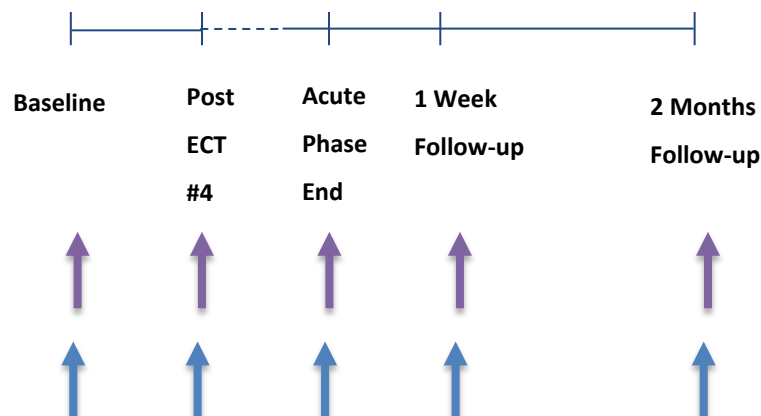 Baseline
Post
ECT
#4
Acute
Phase
End
1 Week
Follow-up
2 Months
Follow-up